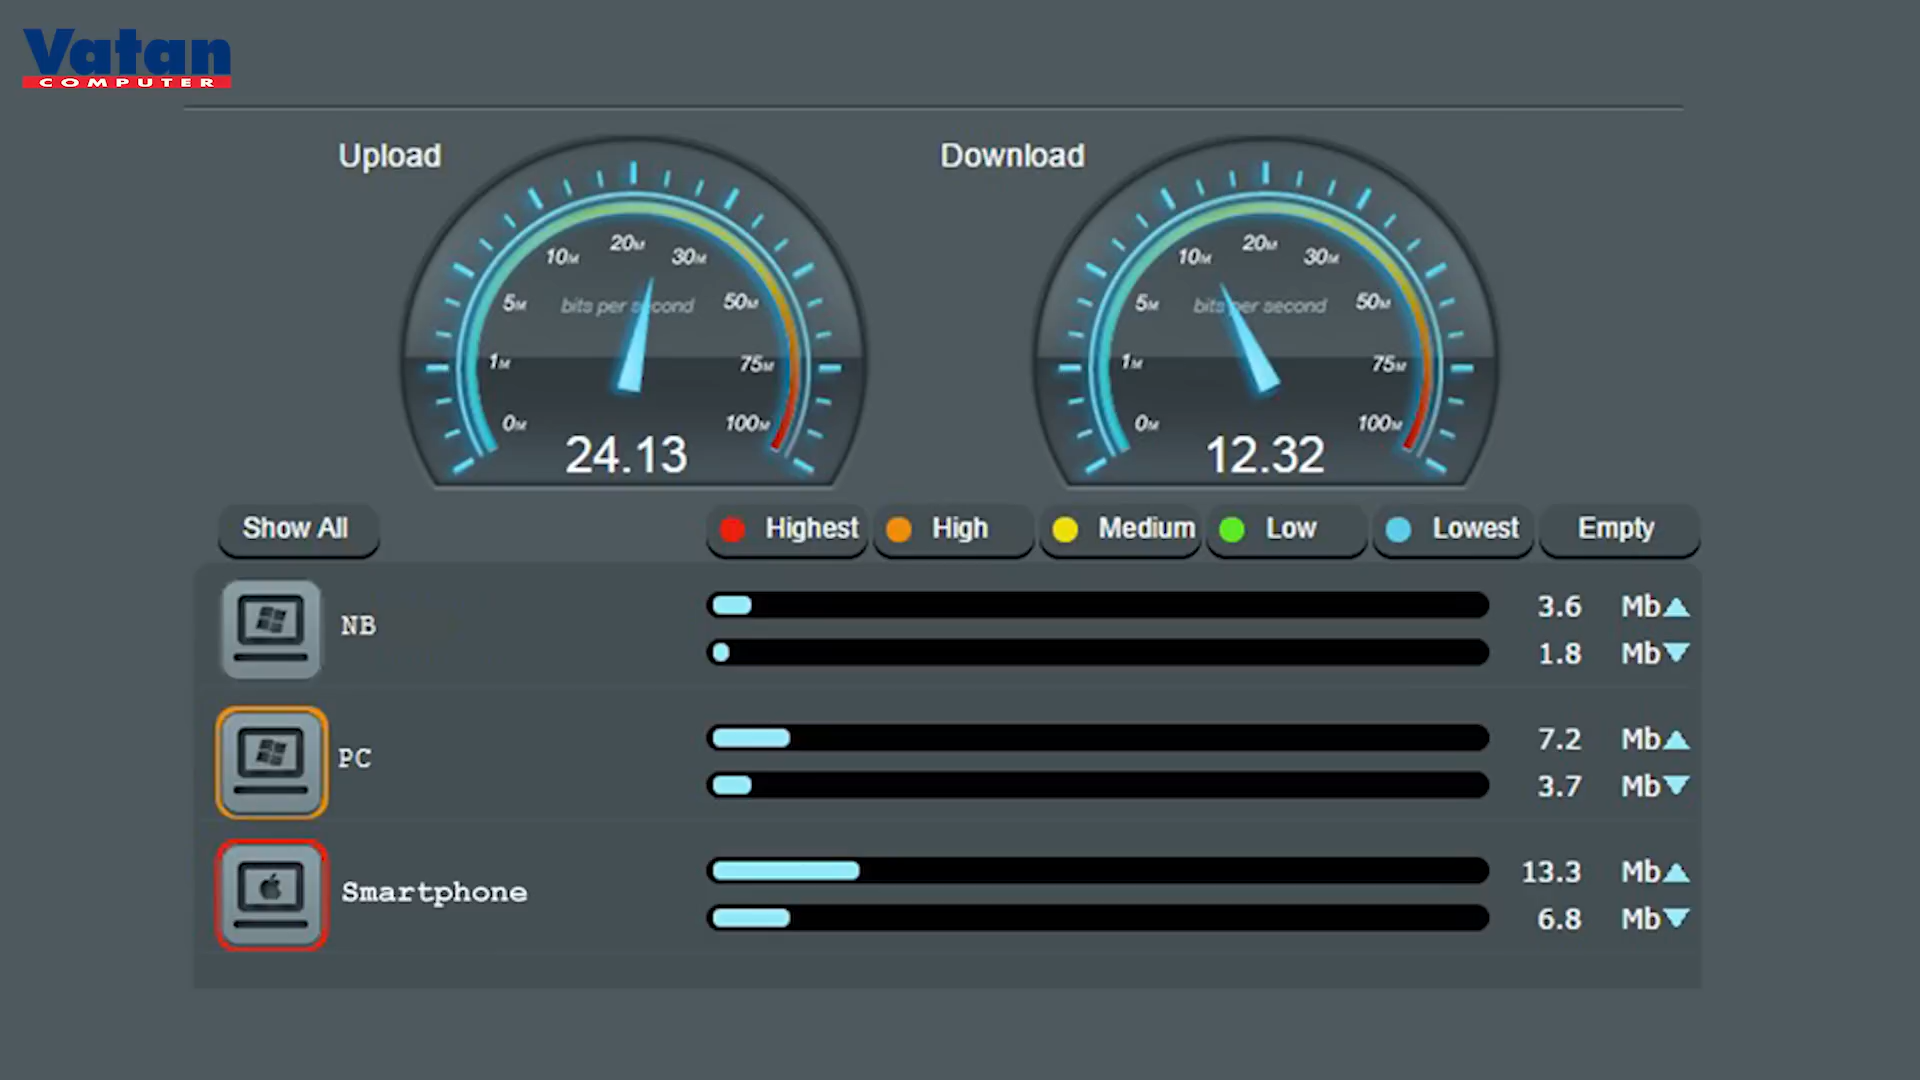 Vatan
COMPUTER
Upload
0M
1M
5M
10M
20M
30M
50M
75M
100M
bits per second
24.13
Download
0M
1M
5M
10M
20M
30M
50M
75M
100M
bits per second
12.32
Show All
Highest
High
Medium
Low
Lowest
Empty
NB
3.6 Mb
1.8 Mb
PC
7.2 Mb
3.7 Mb
Smartphone
13.3 Mb
6.8 Mb